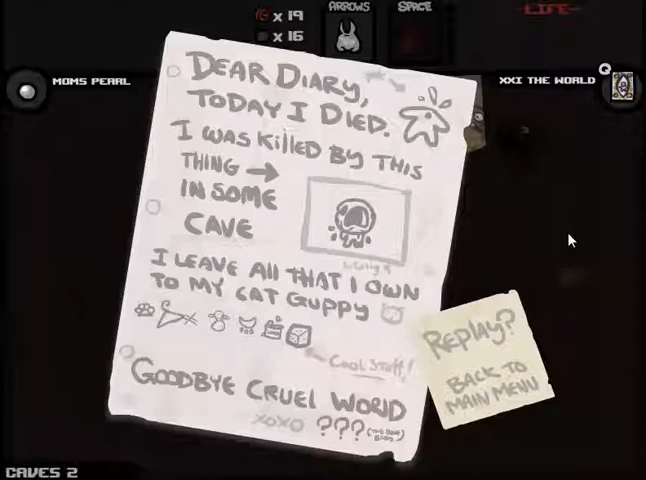 x 19
x 16
ARROWS
SPACE
-LIFE-
MOMS PEARL
XXI THE WORLD
Q
DEAR DIARY,
TODAY I DIED.
I WAS KILLED BY THIS
THING →
IN SOME
CAVE
I LEAVE ALL THAT I OWN
TO MY CAT GUPPY
COOL STUFF!
GOODBYE CRUEL WORLD
XOXO ???
REPLAY?
BACK TO
MAIN MENU
CAVES 2